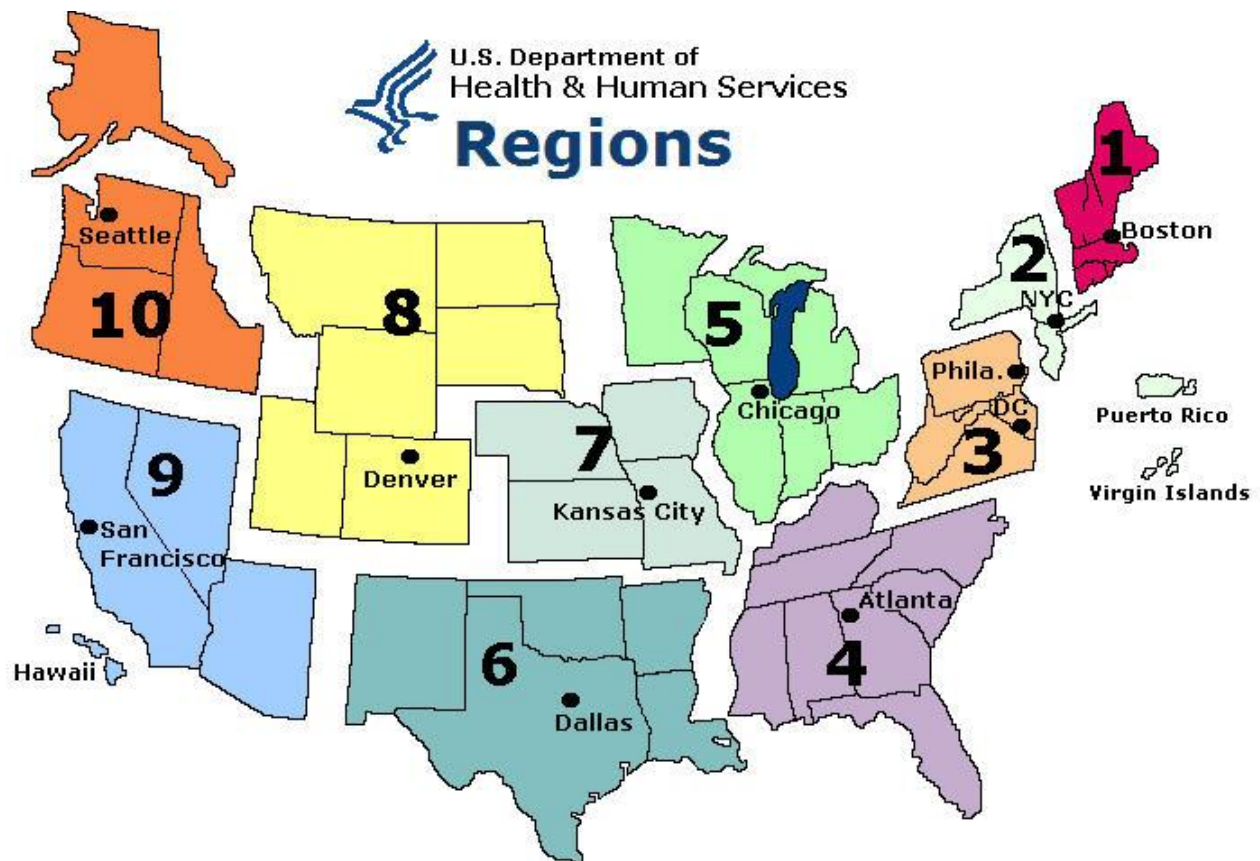 U.S. Department of
Health & Human Services
Regions
1
Boston
2
NYC
Seattle
10
8
5
Chicago
Phila.
DC
3
Puerto Rico
Virgin Islands
9
San
Francisco
Denver
7
Kansas City
Atlanta
4
Hawaii
6
Dallas